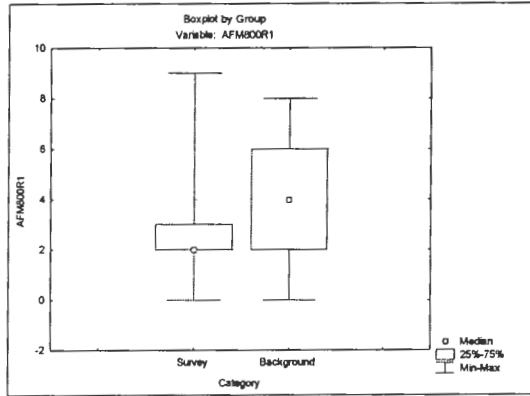 Boxplot by Group
Variable: AFM800R1
10
8
6
4
2
0
-2
AFM800R1
Survey
Background
Category
Median
25%-75%
Min-Max